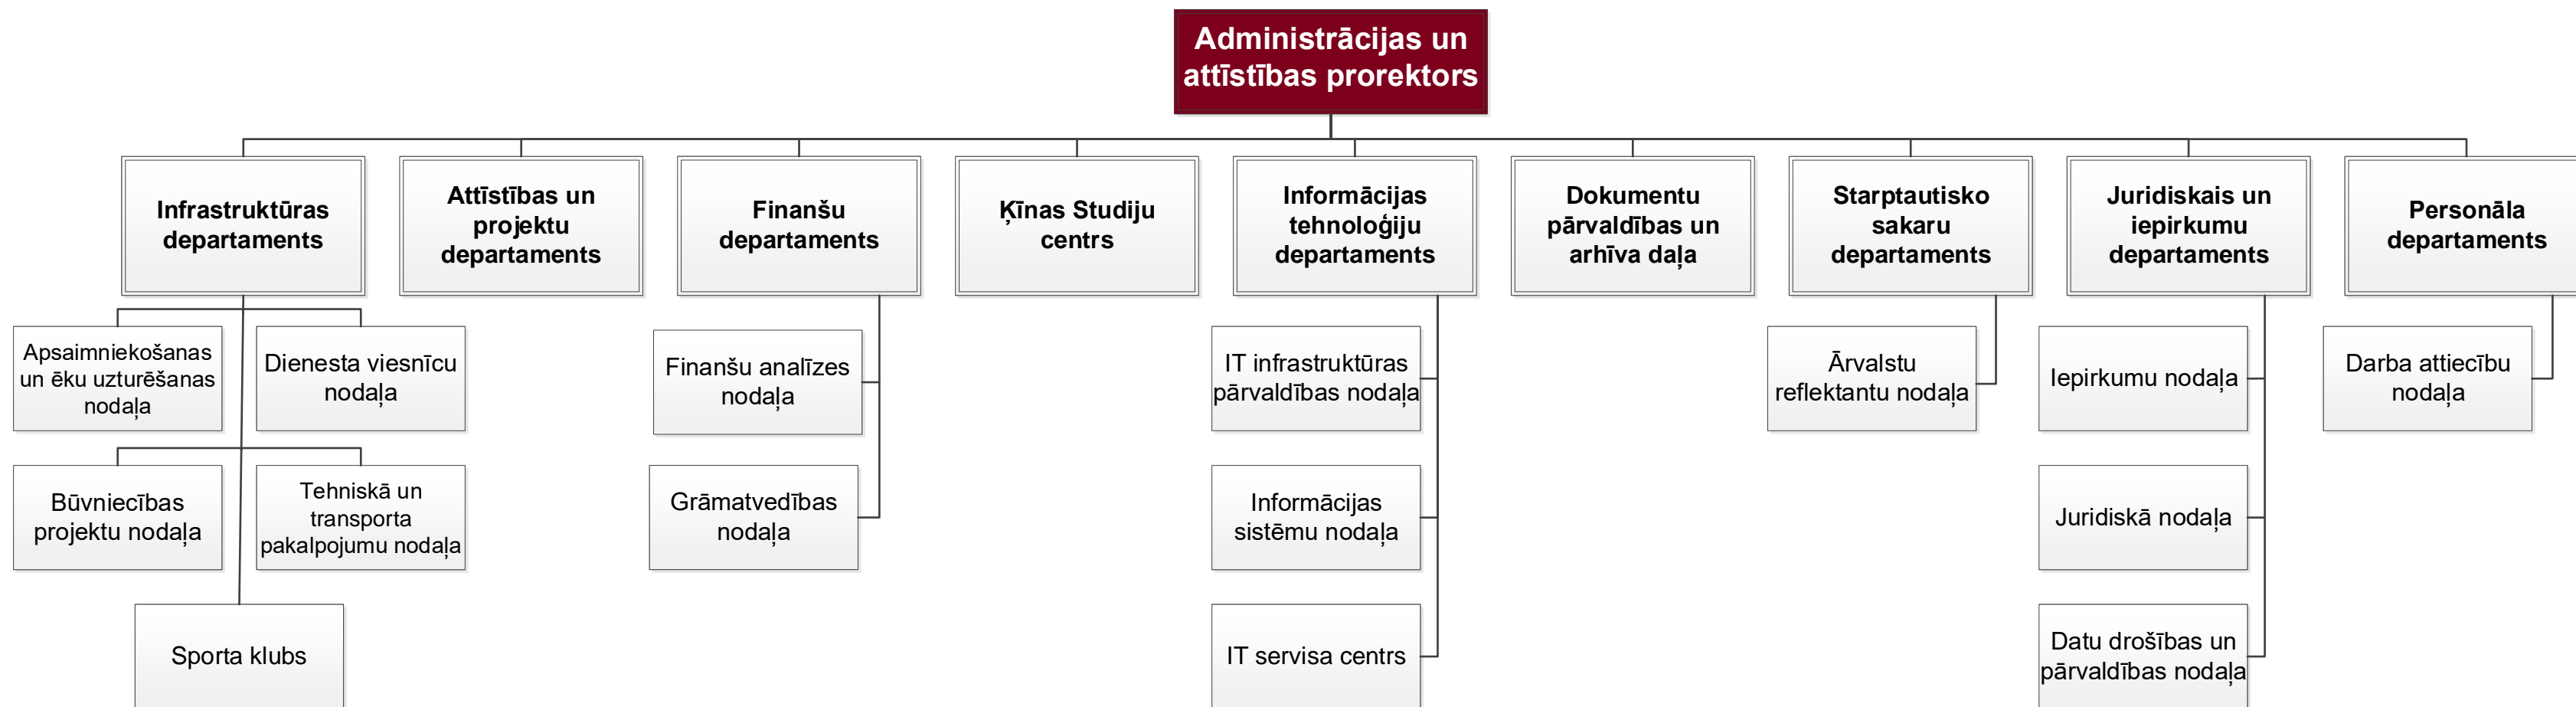 Administrācijas un
attīstības prorektors
Infrastruktūras
departaments
Attīstības un
projektu
departaments
Finanšu
departaments
Ķīnas Studiju
centrs
Informācijas
tehnoloģiju
departaments
Dokumentu
pārvaldības un
arhīva daļa
Starptautisko
sakaru
departaments
Juridiskais un
iepirkumu
departaments
Personāla
departaments
Apsaimniekošanas
un ēku uzturēšanas
nodaļa
Dienesta viesnīcu
nodaļa
Finanšu analīzes
nodaļa
IT infrastruktūras
pārvaldības nodaļa
Ārvalstu
reflektantu nodaļa
Iepirkumu nodaļa
Darba attiecību
nodaļa
Būvniecības
projektu nodaļa
Tehniskā un
transporta
pakalpojumu nodaļa
Grāmatvedības
nodaļa
Informācijas
sistēmu nodaļa
Juridiskā nodaļa
Sporta klubs
IT servisa centrs
Datu drošības un
pārvaldības nodaļa